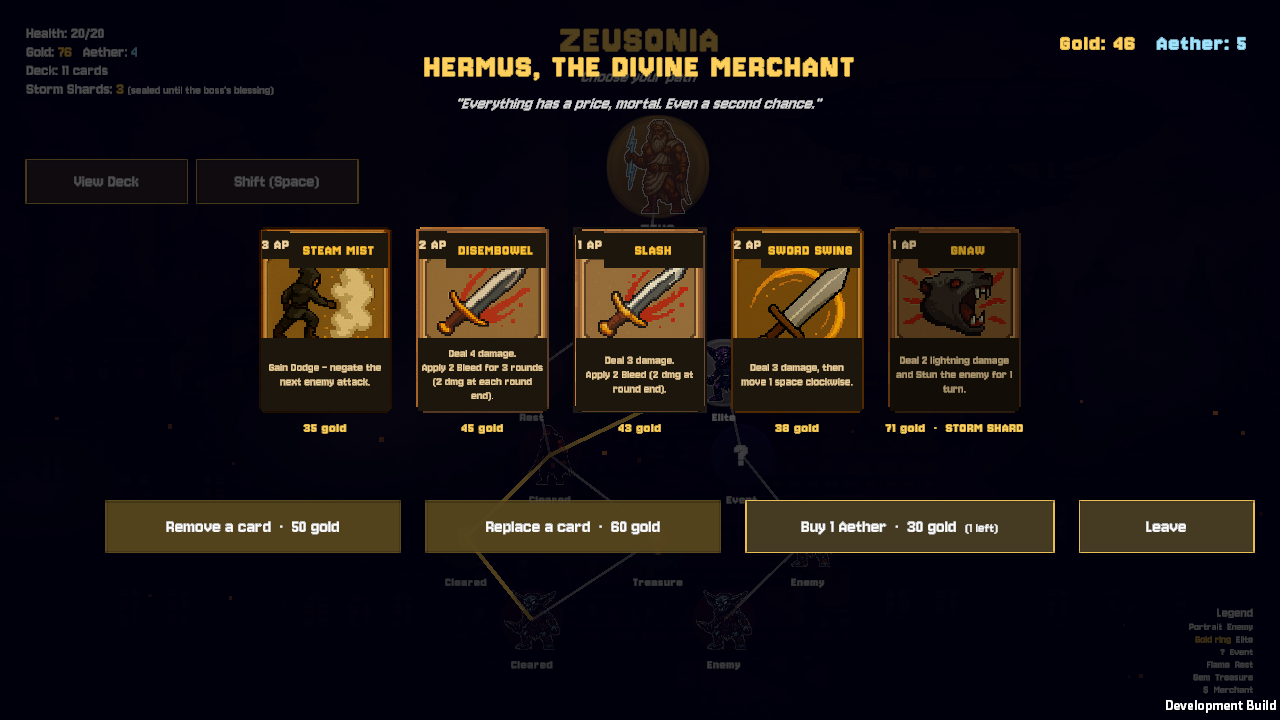 Health: 20/20
Gold: 76 Aether: 4
Deck: 11 cards
Storm Shards: 3 (sealed until the boss's blessing)
ZEUSONIA
choose your path
HERMUS, THE DIVINE MERCHANT
"Everything has a price, mortal. Even a second chance."
Gold: 46 Aether: 5
View Deck
Shift (Space)
3 AP
STEAM MIST
Gain Dodge - negate the
next enemy attack.
35 gold
2 AP
DISEMBOWEL
Deal 4 damage.
Apply 2 Bleed for 3 rounds
(2 dmg at each round
end).
45 gold
1 AP
SLASH
Deal 3 damage.
Apply 2 Bleed (2 dmg at
round end).
43 gold
2 AP
SWORD SWING
Deal 3 damage, then
move 1 space clockwise.
38 gold
1 AP
GNAW
Deal 2 lightning damage
and Stun the enemy for 1
turn.
71 gold · STORM SHARD
Rest
Elite
?
Cleared
Event
Remove a card · 50 gold
Replace a card · 60 gold
Buy 1 Aether · 30 gold (1 left)
Leave
Cleared
Treasure
Enemy
Cleared
Enemy
Legend
Portrait Enemy
Gold ring Elite
? Event
Flame Rest
Gem Treasure
$ Merchant
Development Build